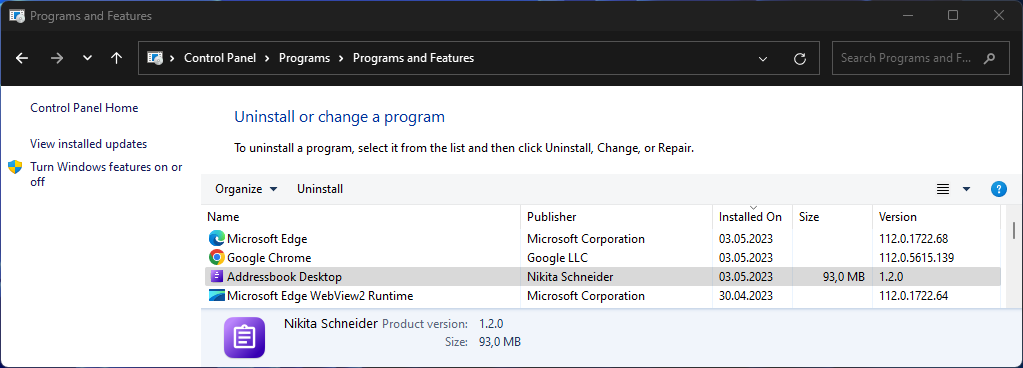 Programs and Features
Control Panel > Programs > Programs and Features
Search Programs and F...
Control Panel Home
View installed updates
Turn Windows features on or
off
Uninstall or change a program
To uninstall a program, select it from the list and then click Uninstall, Change, or Repair.
Organize Uninstall
Name Publisher Installed On Size Version
Microsoft Edge Microsoft Corporation 03.05.2023 112.0.1722.68
Google Chrome Google LLC 03.05.2023 112.0.5615.139
Addressbook Desktop Nikita Schneider 03.05.2023 93,0 MB 1.2.0
Microsoft Edge WebView2 Runtime Microsoft Corporation 30.04.2023 112.0.1722.64
Nikita Schneider Product version: 1.2.0
Size: 93,0 MB